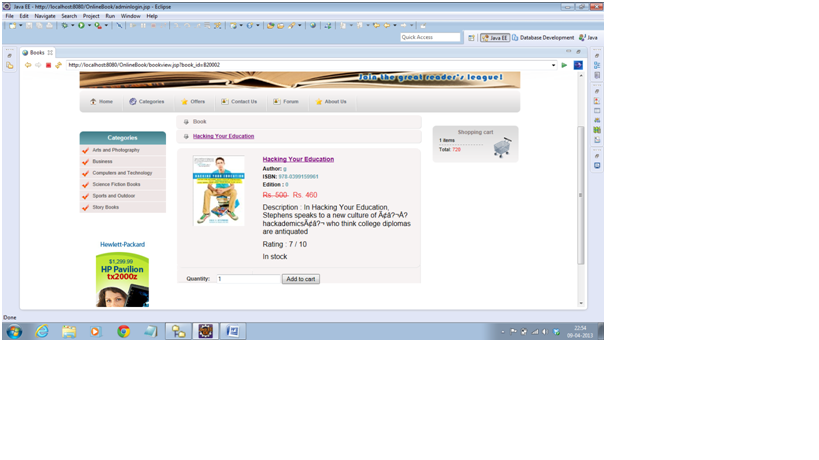 Java EE - http://localhost:8080/OnlineBook/adminlogin.jsp - Eclipse
File Edit Navigate Search Project Run Window Help
Quick Access
Java EE Database Development Java
Books
http://localhost:8080/OnlineBook/bookview.jsp?book_id=B20002
Join the great reader's league!
Home Categories Offers Contact Us Forum About Us
Book
Hacking Your Education
Categories
Arts and Photography
Business
Computers and Technology
Science Fiction Books
Sports and Outdoor
Story Books
Hewlett-Packard
$1,299.99
HP Pavilion
tx2000z
Hacking Your Education
Author: g
ISBN: 978-0399159961
Edition : 0
Rs. 500 Rs. 460
Description : In Hacking Your Education,
Stephens speaks to a new culture of Ã¢â?¬Å?
hackademicsÃ¢â?¬ who think college diplomas
are antiquated
Rating : 7 / 10
In stock
Quantity: 1 Add to cart
Shopping cart
1 items
Total: 728
Done
22:54
08-04-2013